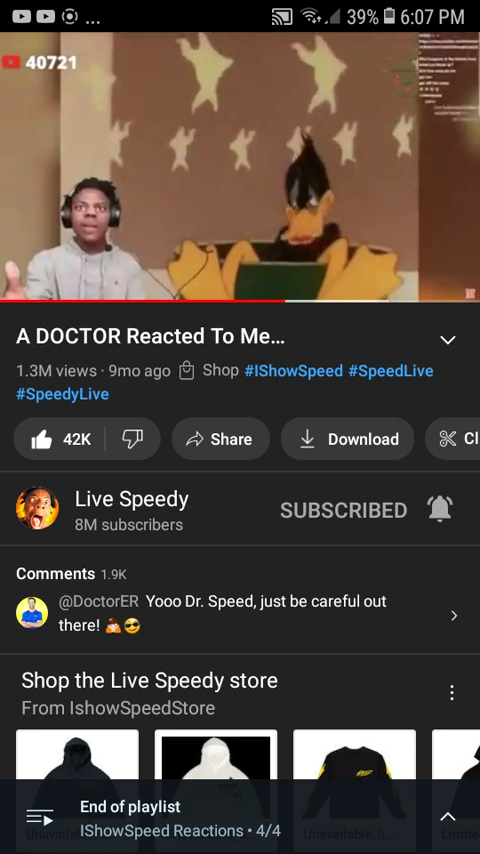 ... 39% 6:07 PM
40721
A DOCTOR Reacted To Me...
1.3M views · 9mo ago Shop #IShowSpeed #SpeedLive
#SpeedyLive
42K Share Download Cl
Live Speedy SUBSCRIBED
8M subscribers
Comments 1.9K
@DoctorER Yooo Dr. Speed, just be careful out
there! 🙏😎
Shop the Live Speedy store
From IshowSpeedStore
End of playlist
IShowSpeed Reactions • 4/4